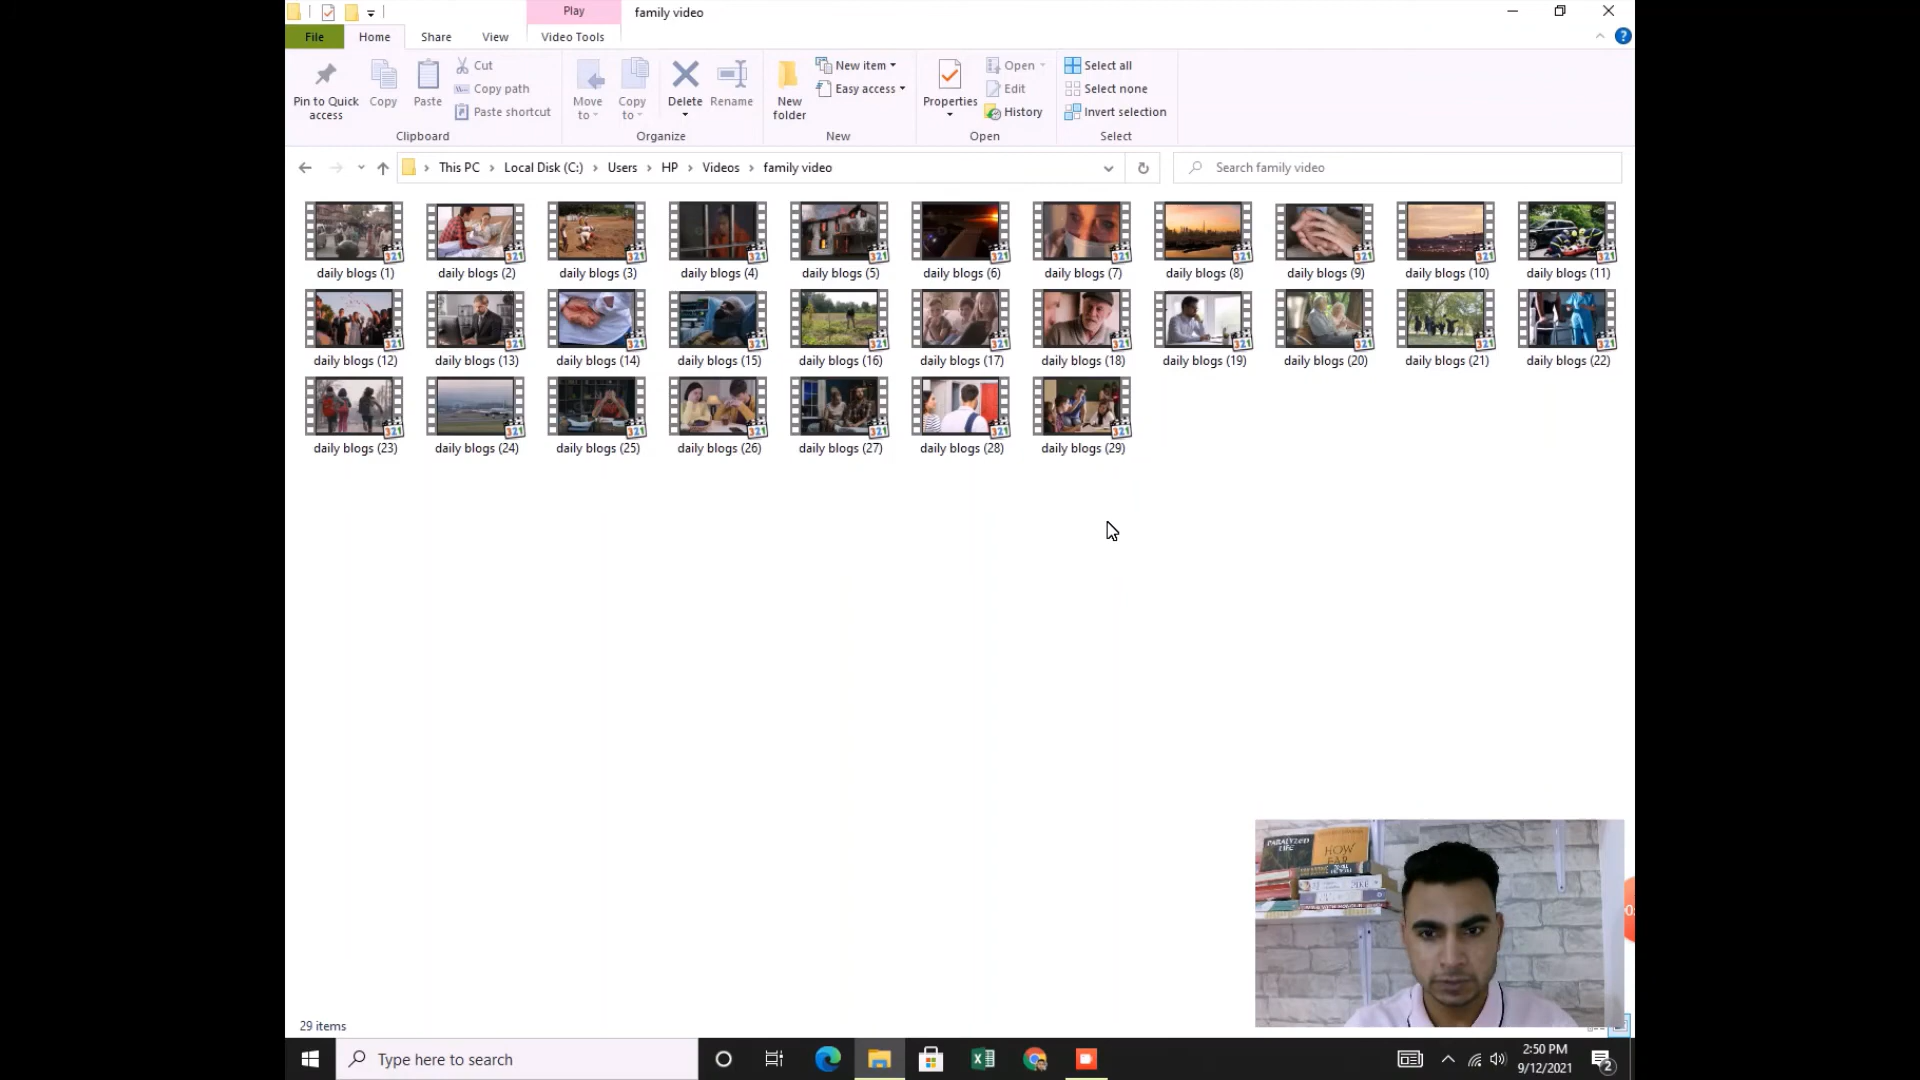 Play
family video
File
Home
Share
View
Video Tools
Pin to Quick
access
Copy
Paste
Cut
Copy path
Paste shortcut
Clipboard
Move
to
Copy
to
Delete
Rename
Organize
New
folder
New item
Easy access
New
Properties
Open
Edit
History
Open
Select all
Select none
Invert selection
Select
This PC > Local Disk (C:) > Users > HP > Videos > family video
Search family video
daily blogs (1)
daily blogs (2)
daily blogs (3)
daily blogs (4)
daily blogs (5)
daily blogs (6)
daily blogs (7)
daily blogs (8)
daily blogs (9)
daily blogs (10)
daily blogs (11)
daily blogs (12)
daily blogs (13)
daily blogs (14)
daily blogs (15)
daily blogs (16)
daily blogs (17)
daily blogs (18)
daily blogs (19)
daily blogs (20)
daily blogs (21)
daily blogs (22)
daily blogs (23)
daily blogs (24)
daily blogs (25)
daily blogs (26)
daily blogs (27)
daily blogs (28)
daily blogs (29)
PARALYZED
LIFE
HOW
FAR
29 items
Type here to search
2:50 PM
9/12/2021
2